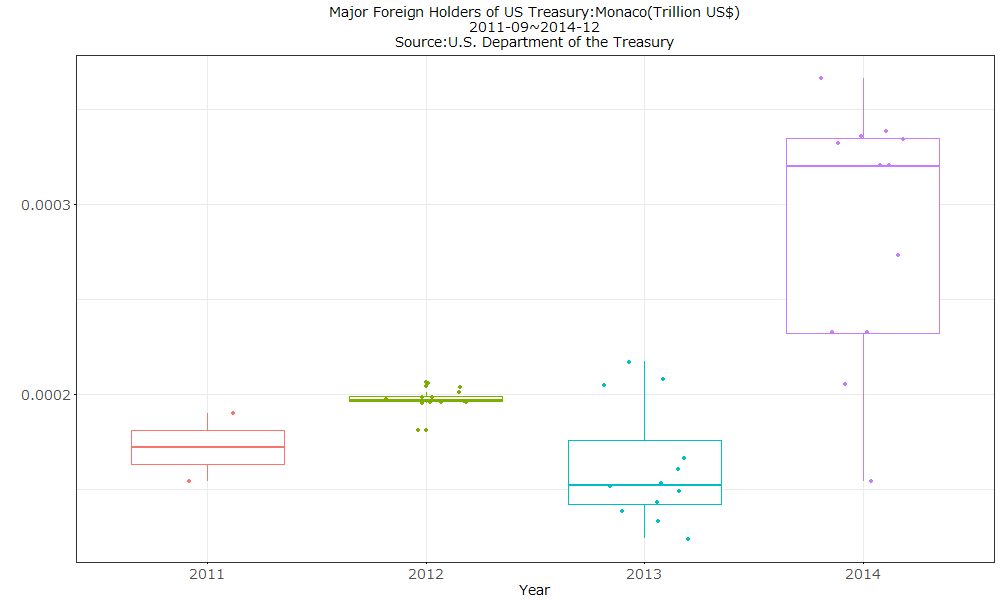 Major Foreign Holders of US Treasury:Monaco(Trillion US$)
2011-09~2014-12
Source:U.S. Department of the Treasury
0.0003
0.0002
2011 2012 2013 2014
Year